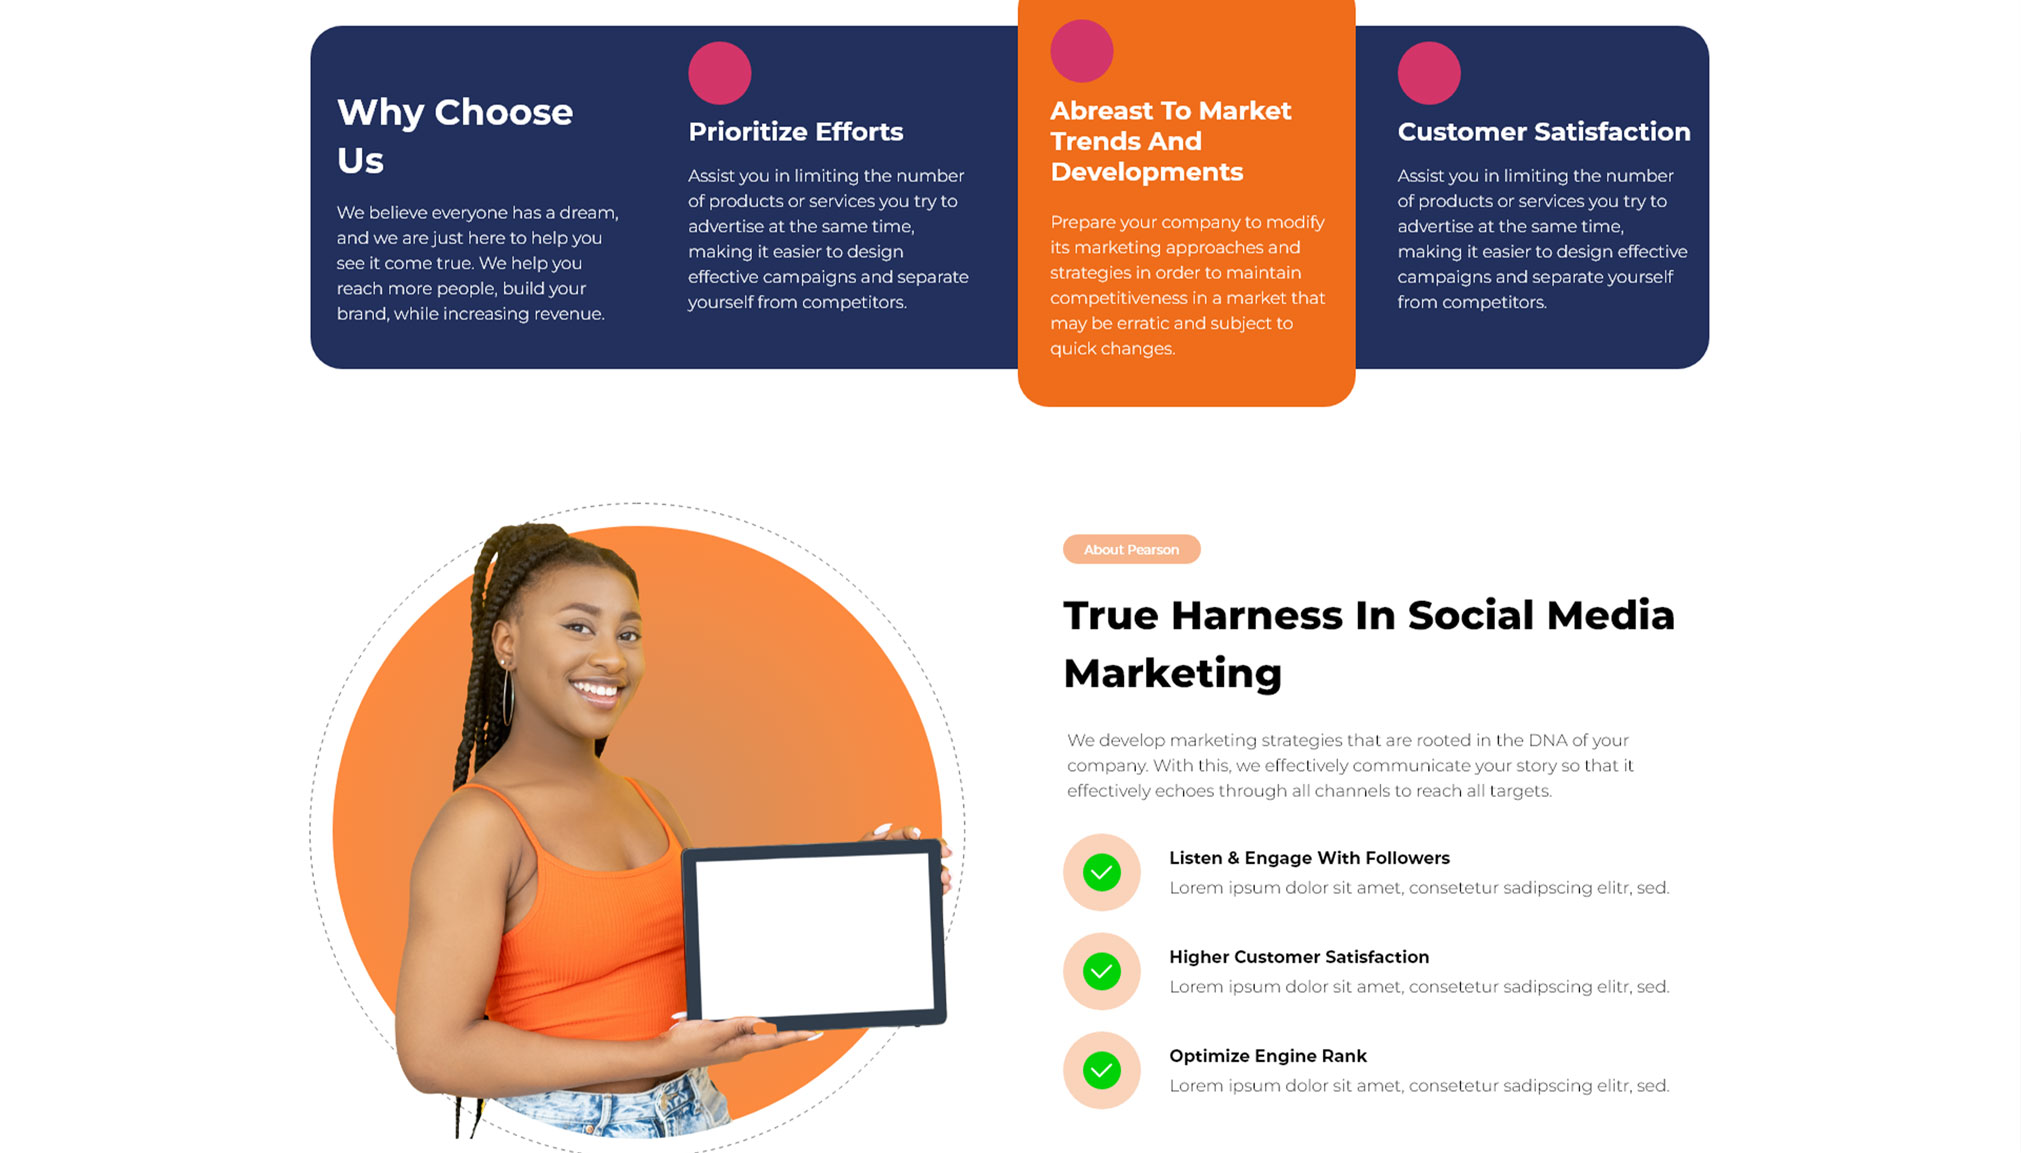 Why Choose
Us
We believe everyone has a dream,
and we are just here to help you
see it come true. We help you
reach more people, build your
brand, while increasing revenue.
Prioritize Efforts
Assist you in limiting the number
of products or services you try to
advertise at the same time,
making it easier to design
effective campaigns and separate
yourself from competitors.
Abreast To Market
Trends And
Developments
Prepare your company to modify
its marketing approaches and
strategies in order to maintain
competitiveness in a market that
may be erratic and subject to
quick changes.
Customer Satisfaction
Assist you in limiting the number
of products or services you try to
advertise at the same time,
making it easier to design effective
campaigns and separate yourself
from competitors.
About Pearson
True Harness In Social Media
Marketing
We develop marketing strategies that are rooted in the DNA of your
company. With this, we effectively communicate your story so that it
effectively echoes through all channels to reach all targets.
Listen & Engage With Followers
Lorem ipsum dolor sit amet, consetetur sadipscing elitr, sed.
Higher Customer Satisfaction
Lorem ipsum dolor sit amet, consetetur sadipscing elitr, sed.
Optimize Engine Rank
Lorem ipsum dolor sit amet, consetetur sadipscing elitr, sed.